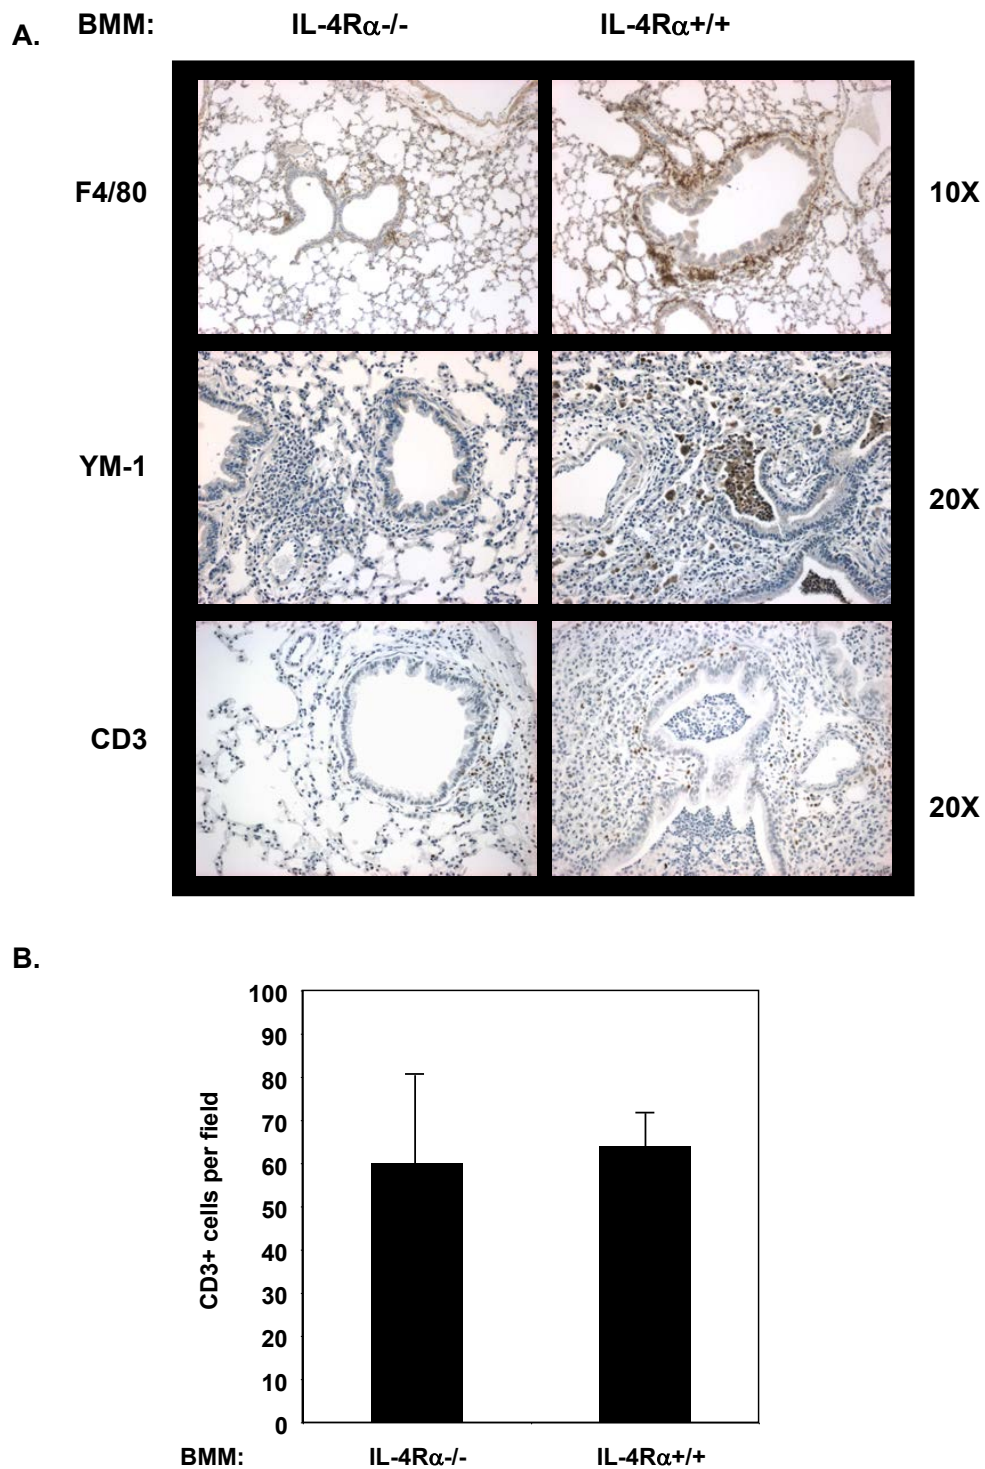 A.
BMM: IL-4Rα-/- IL-4Rα+/+
F4/80 10X
YM-1 20X
CD3 20X
B.
100
90
80
70
60
50
40
30
20
10
0
CD3+ cells per field
BMM: IL-4Rα-/- IL-4Rα+/+